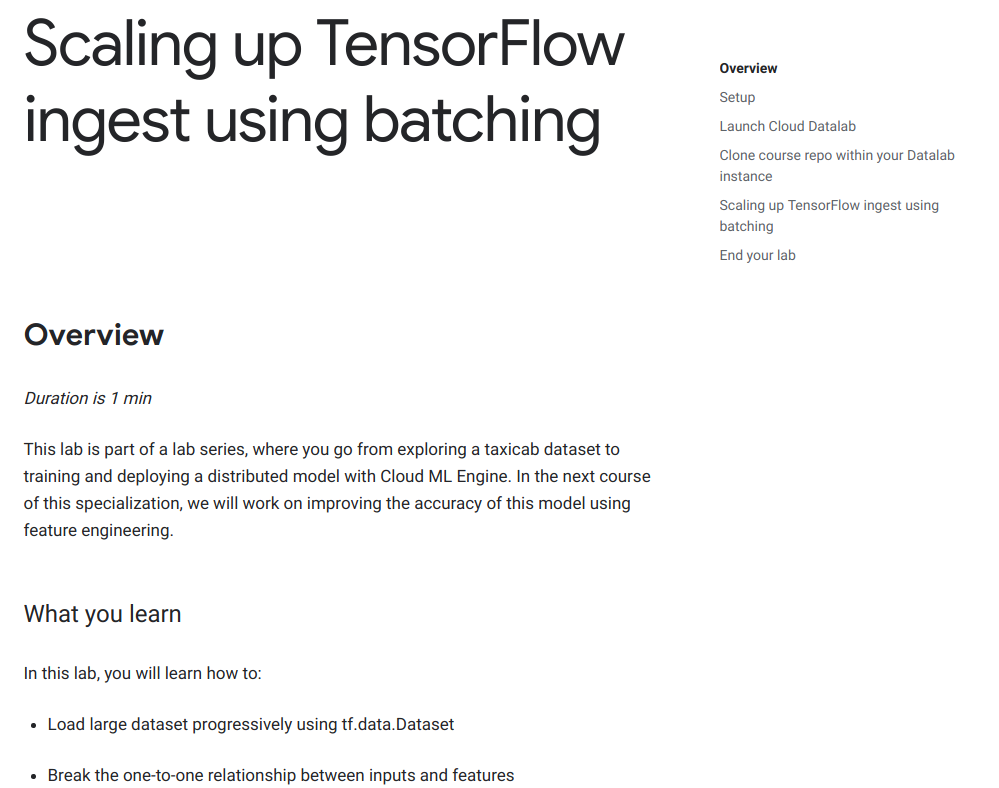 Scaling up TensorFlow
ingest using batching
Overview
Setup
Launch Cloud Datalab
Clone course repo within your Datalab
instance
Scaling up TensorFlow ingest using
batching
End your lab
Overview
Duration is 1 min
This lab is part of a lab series, where you go from exploring a taxicab dataset to
training and deploying a distributed model with Cloud ML Engine. In the next course
of this specialization, we will work on improving the accuracy of this model using
feature engineering.
What you learn
In this lab, you will learn how to:
• Load large dataset progressively using tf.data.Dataset
• Break the one-to-one relationship between inputs and features